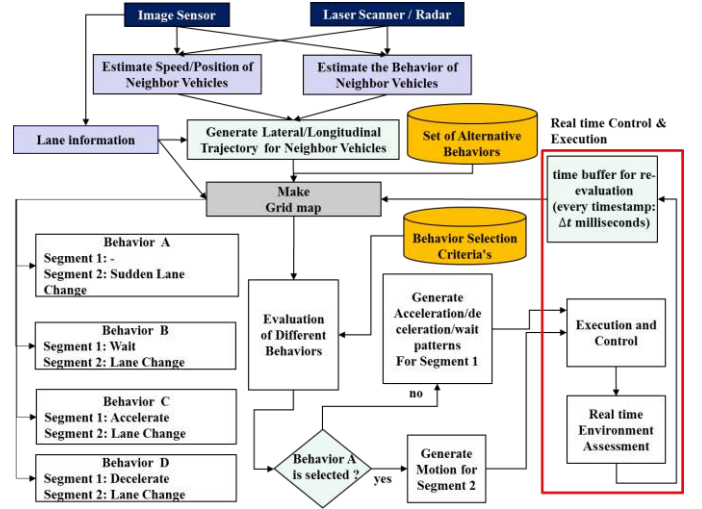 Image Sensor
Laser Scanner / Radar
Estimate Speed/Position of
Neighbor Vehicles
Estimate the Behavior of
Neighbor Vehicles
Lane information
Generate Lateral/Longitudinal
Trajectory for Neighbor Vehicles
Set of Alternative
Behaviors
Real time Control &
Execution
time buffer for re-
evaluation
(every timestamp:
Δt milliseconds)
Make
Grid map
Behavior A
Segment 1: -
Segment 2: Sudden Lane
Change
Behavior Selection
Criteria's
Evaluation
of Different
Behaviors
Generate
Acceleration/de
celeration/wait
patterns
For Segment 1
Execution and
Control
Behavior B
Segment 1: Wait
Segment 2: Lane Change
no
Behavior C
Segment 1: Accelerate
Segment 2: Lane Change
Real time
Environment
Assessment
Behavior A
is selected ?
yes
Generate
Motion for
Segment 2
Behavior D
Segment 1: Decelerate
Segment 2: Lane Change